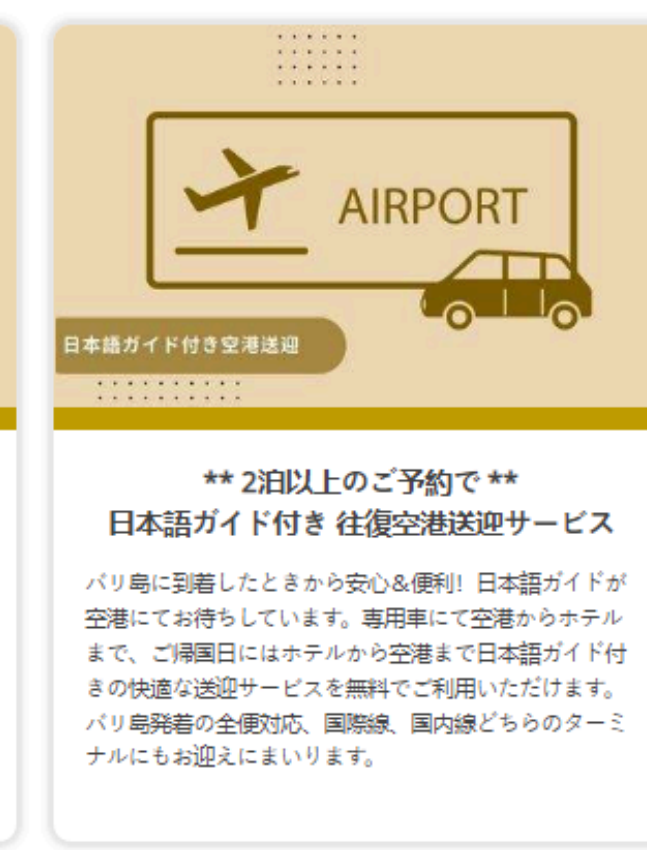 AIRPORT
日本語ガイド付き空港送迎
** 2泊以上のご予約で **
日本語ガイド付き 往復空港送迎サービス
バリ島に到着したときから安心&便利! 日本語ガイドが
空港にてお待ちしています。専用車にて空港からホテル
まで、ご帰国日にはホテルから空港まで日本語ガイド付
きの快適な送迎サービスを無料でご利用いただけます。
バリ島発着の全便対応、国際線、国内線どちらのターミ
ナルにもお迎えにまいります。